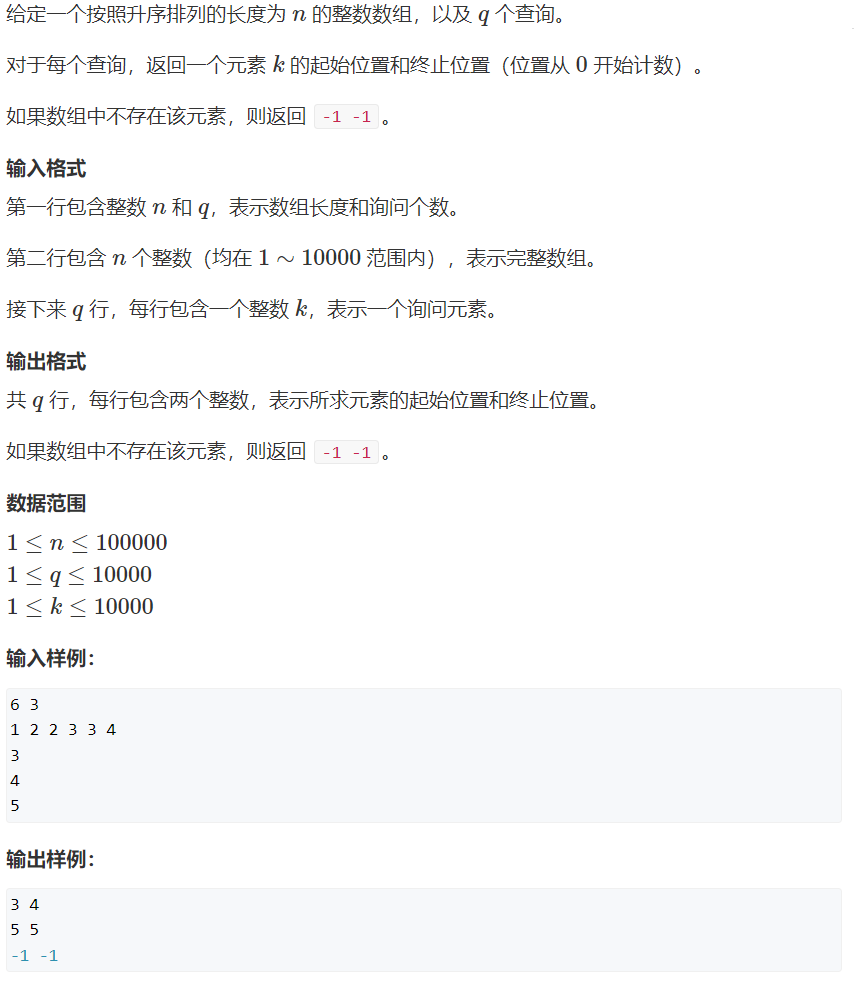 给定一个按照升序排列的长度为 n 的整数数组，以及 q 个查询。
对于每个查询，返回一个元素 k 的起始位置和终止位置（位置从 0 开始计数）。
如果数组中不存在该元素，则返回 -1 -1 。
输入格式
第一行包含整数 n 和 q，表示数组长度和询问个数。
第二行包含 n 个整数（均在 1 ∼ 10000 范围内），表示完整数组。
接下来 q 行，每行包含一个整数 k，表示一个询问元素。
输出格式
共 q 行，每行包含两个整数，表示所求元素的起始位置和终止位置。
如果数组中不存在该元素，则返回 -1 -1 。
数据范围
1 ≤ n ≤ 100000
1 ≤ q ≤ 10000
1 ≤ k ≤ 10000
输入样例：
6 3
1 2 2 3 3 4
3
4
5
输出样例：
3 4
5 5
-1 -1